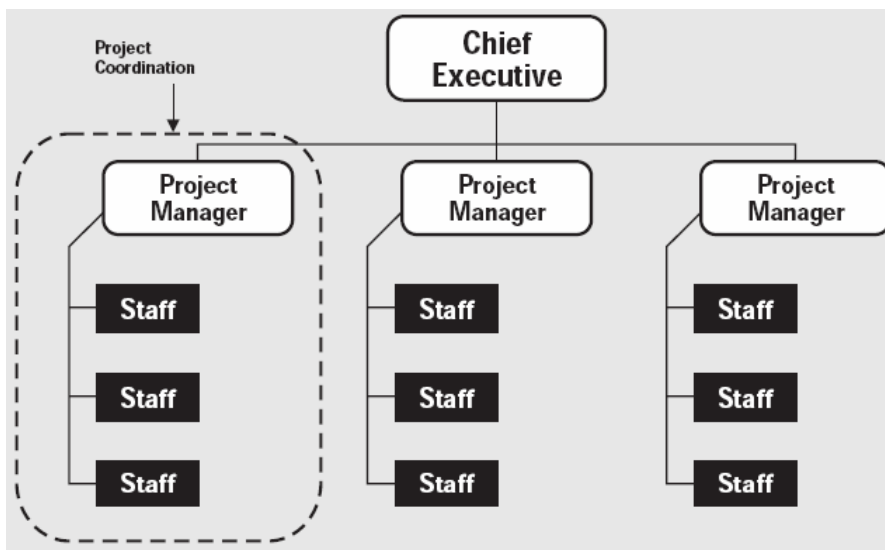 Project
Coordination
Chief
Executive
Project
Manager
Project
Manager
Project
Manager
Staff
Staff
Staff
Staff
Staff
Staff
Staff
Staff
Staff